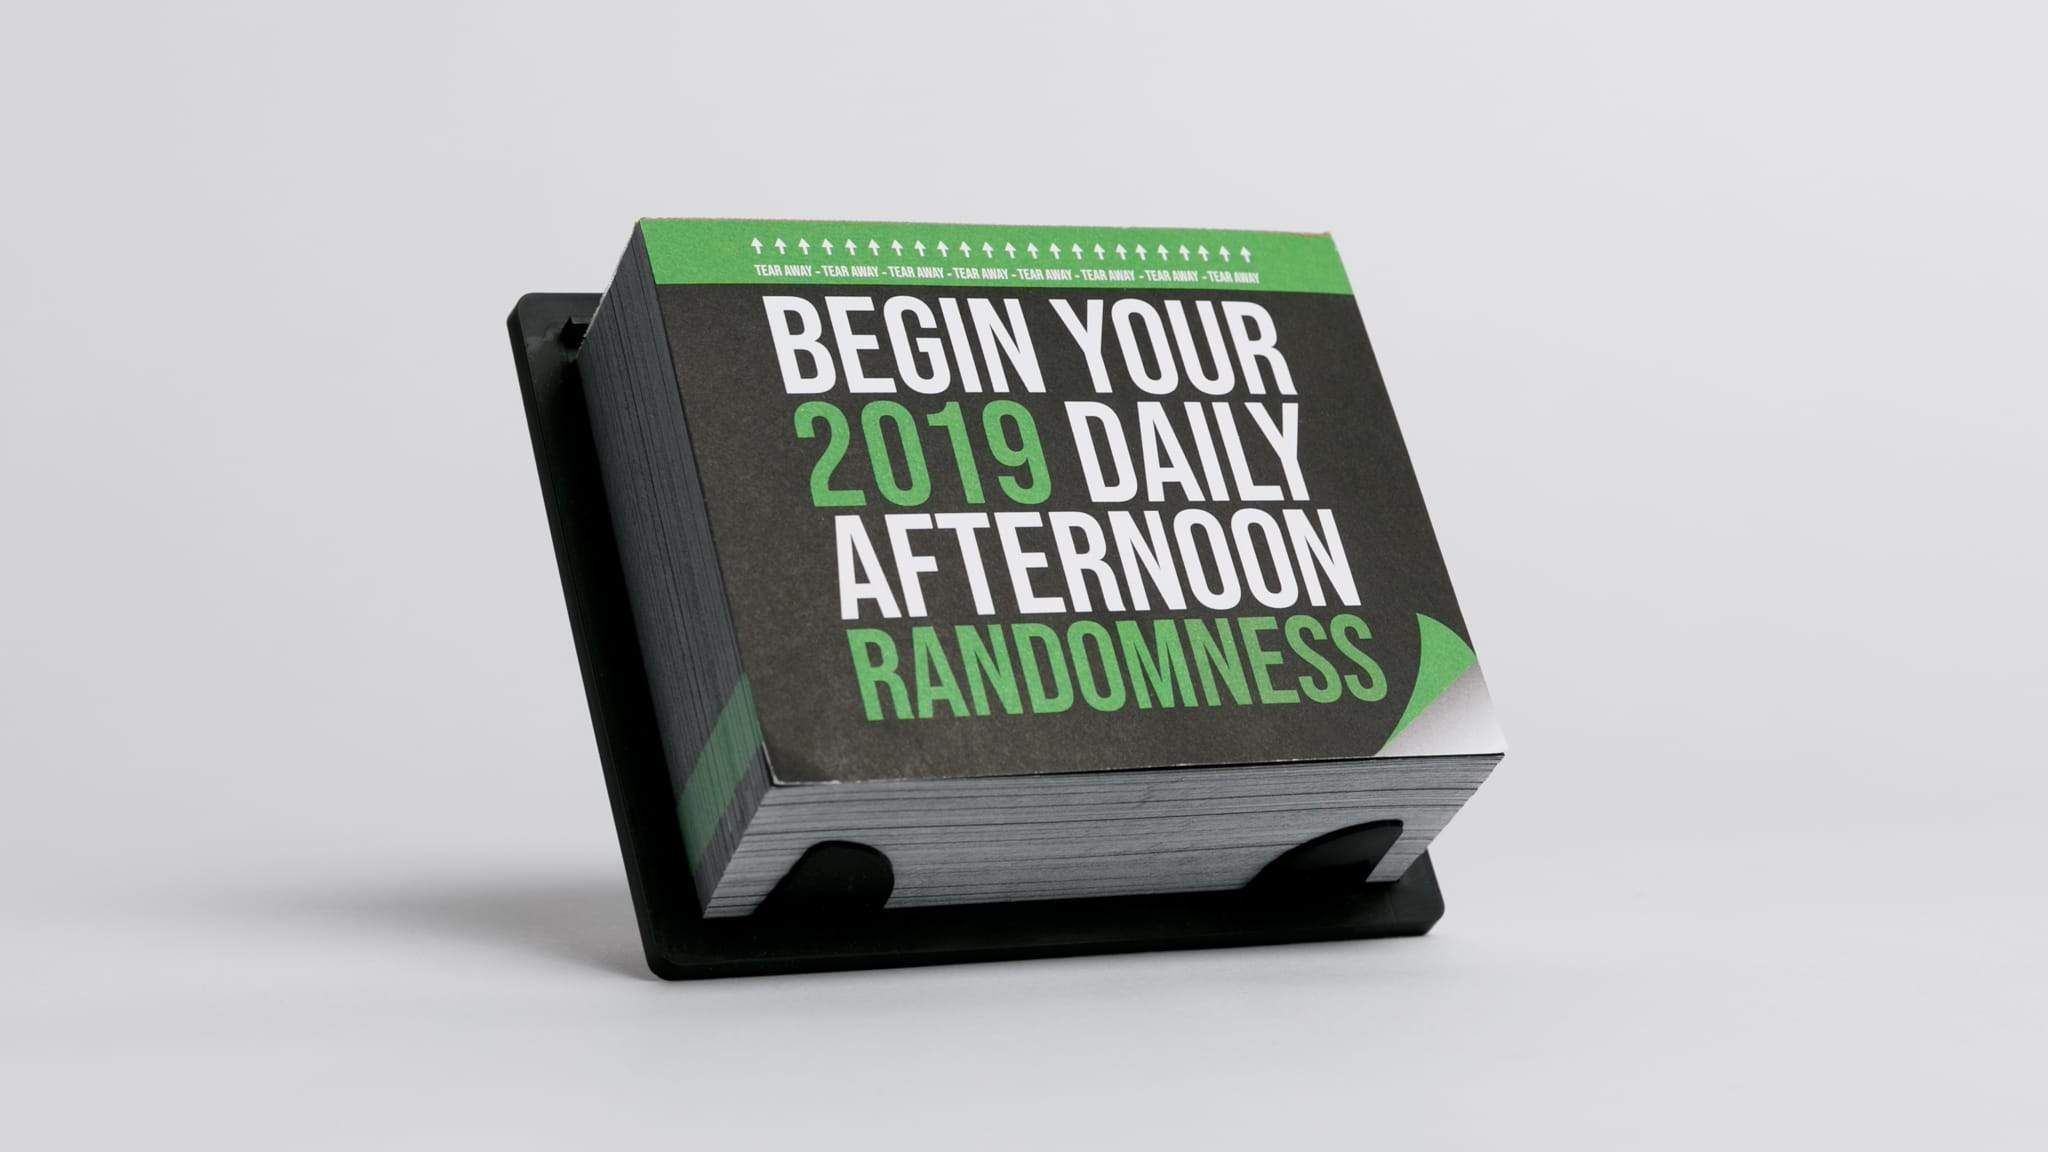 TEAR AWAY - TEAR AWAY - TEAR AWAY - TEAR AWAY - TEAR AWAY - TEAR AWAY - TEAR AWAY - TEAR AWAY
BEGIN YOUR
2019 DAILY
AFTERNOON
RANDOMNESS